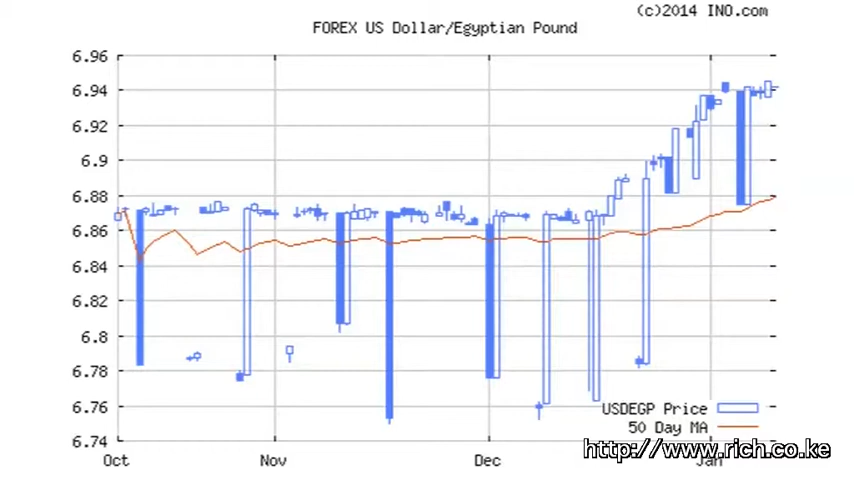 (c)2014 INO.com
FOREX US Dollar/Egyptian Pound
6.96
6.94
6.92
6.9
6.88
6.86
6.84
6.82
6.8
6.78
6.76
6.74
USDEGP Price
50 Day MA
Oct Nov Dec Jan
http://www.rich.co.ke